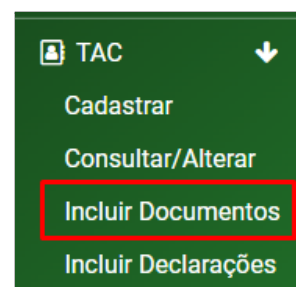 TAC
Cadastrar
Consultar/Alterar
Incluir Documentos
Incluir Declarações